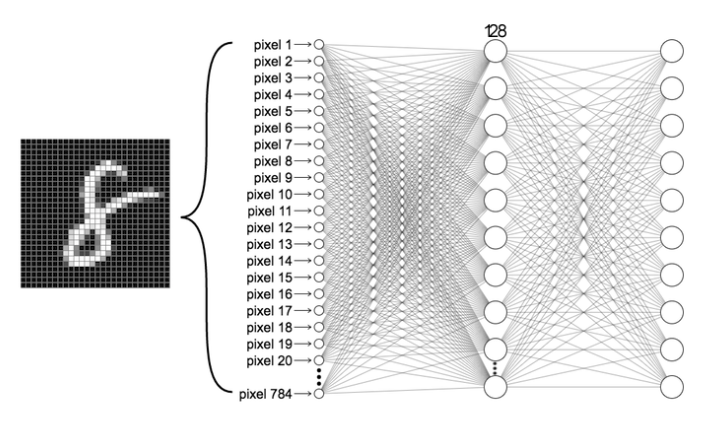 128
pixel 1
pixel 2
pixel 3
pixel 4
pixel 5
pixel 6
pixel 7
pixel 8
pixel 9
pixel 10
pixel 11
pixel 12
pixel 13
pixel 14
pixel 15
pixel 16
pixel 17
pixel 18
pixel 19
pixel 20
pixel 784
8